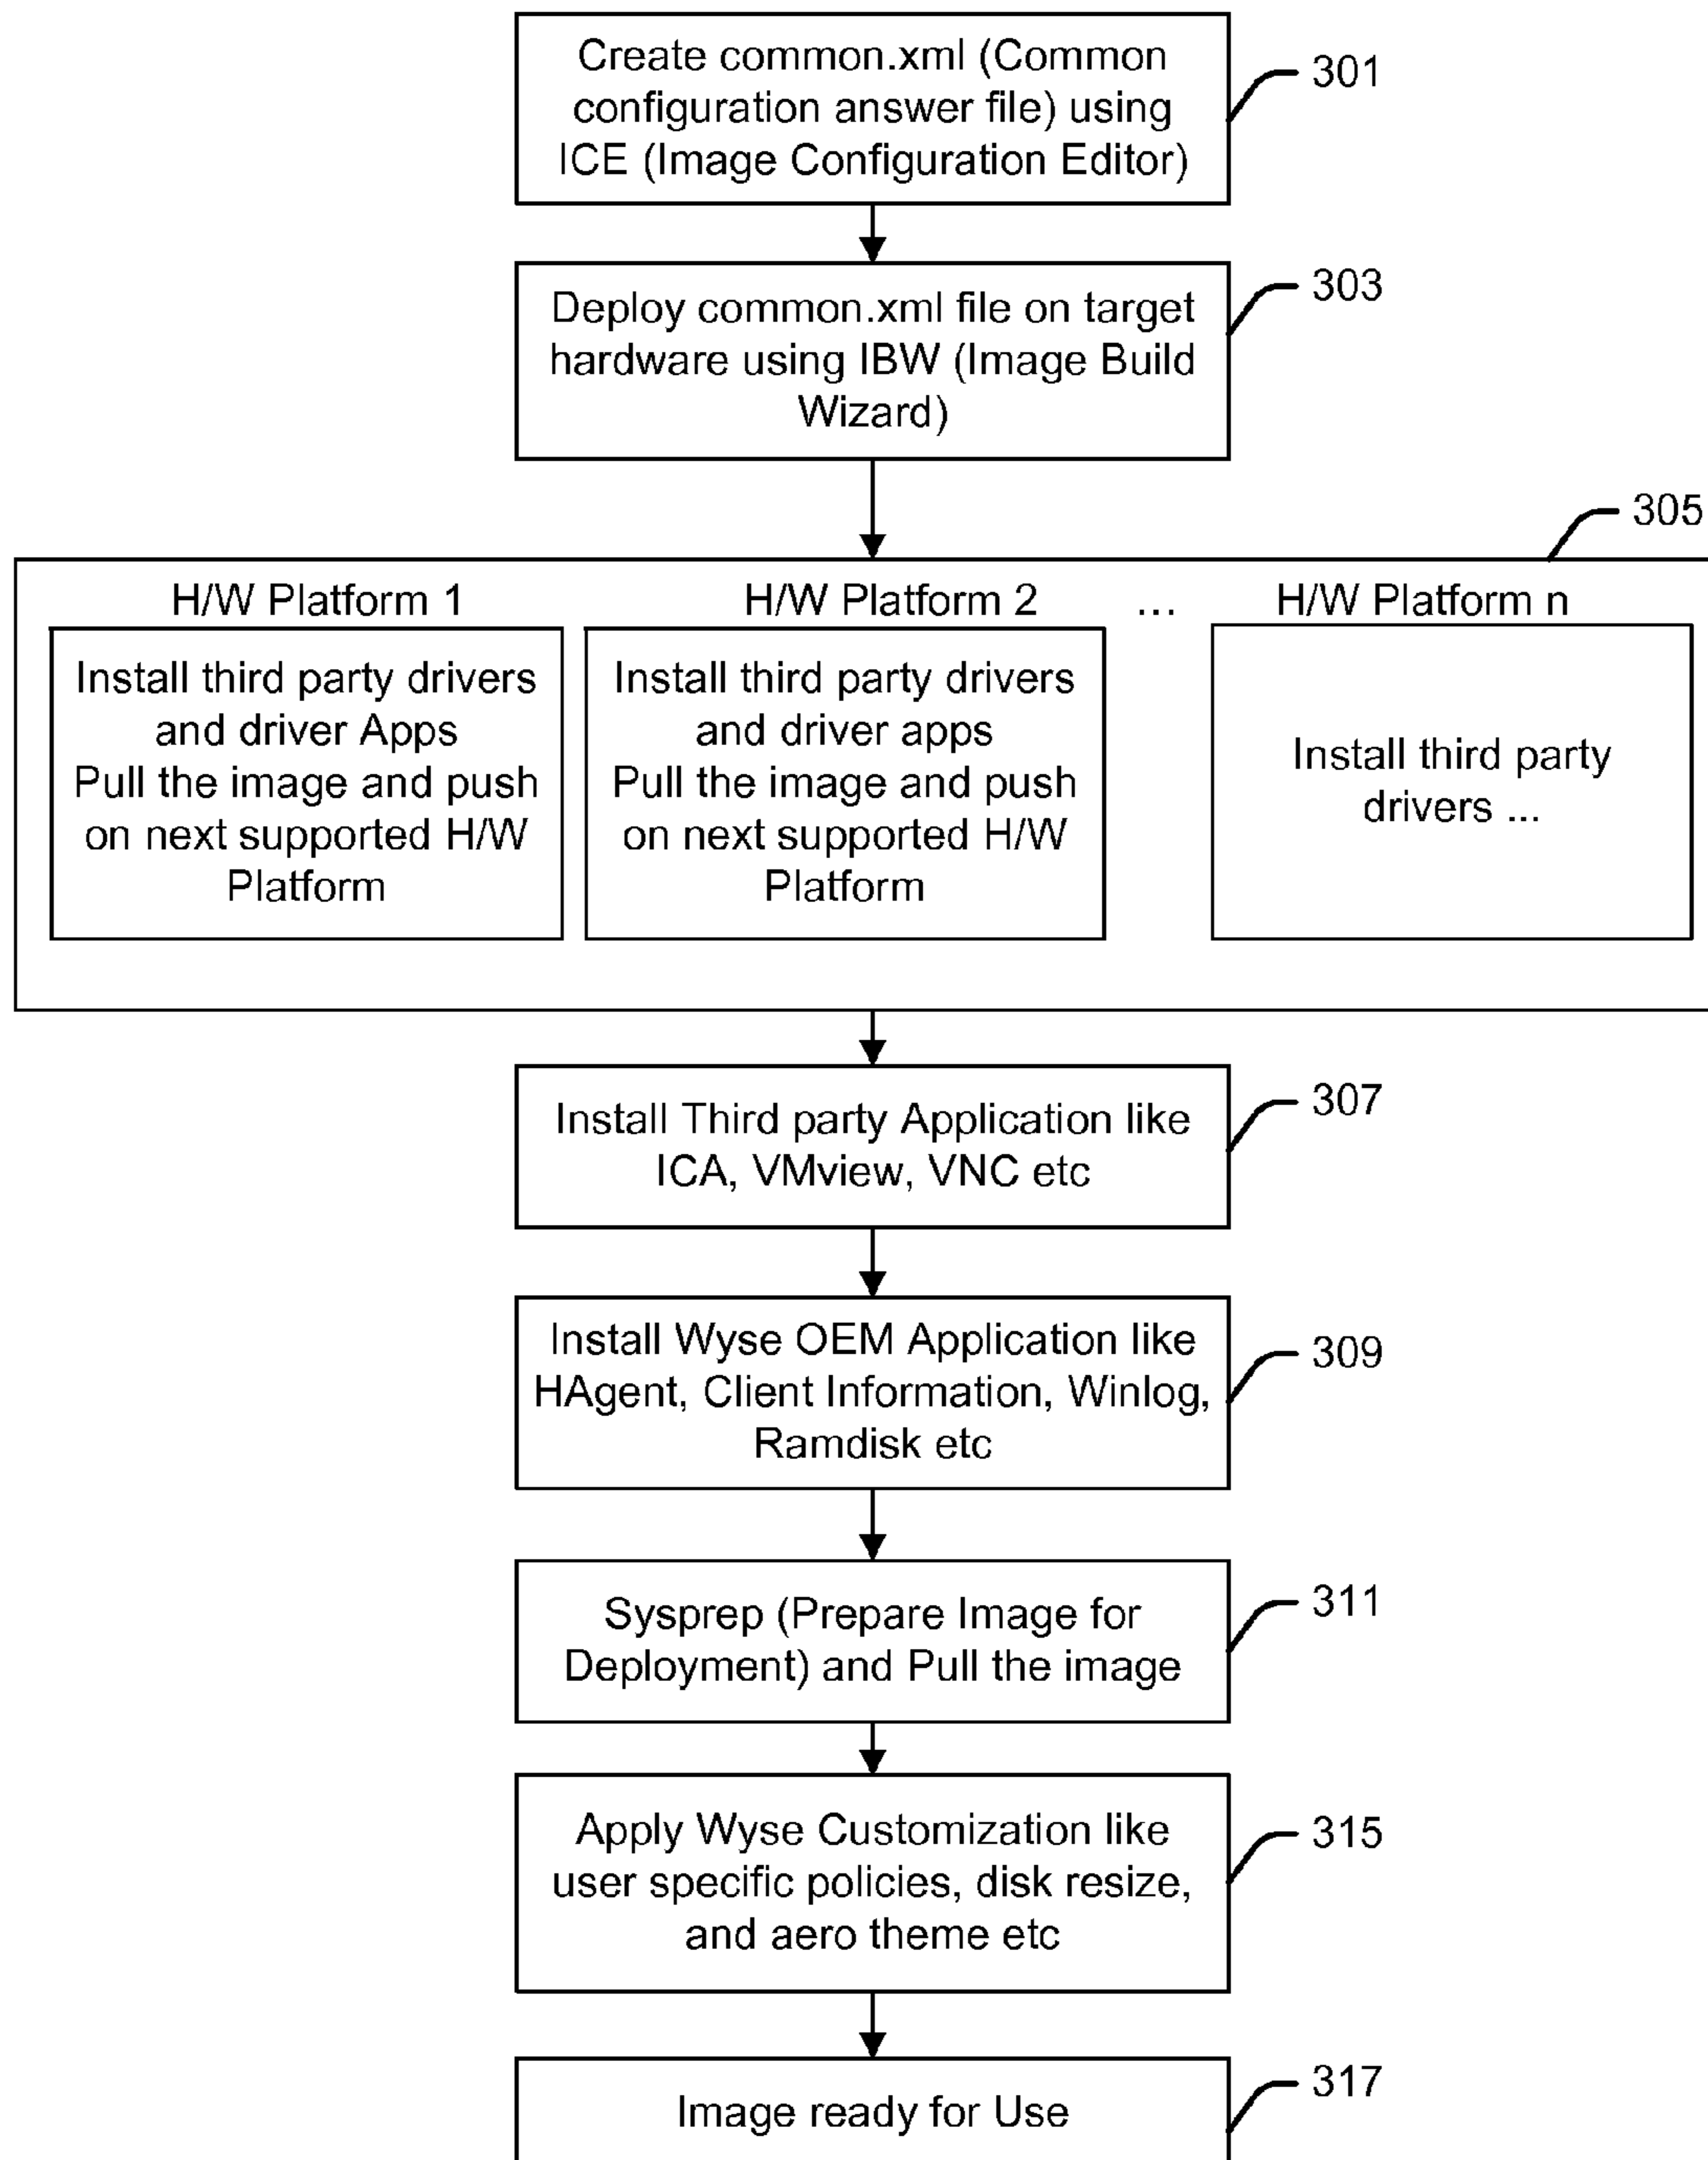 Create common.xml (Common
configuration answer file) using
ICE (Image Configuration Editor)
301
Deploy common.xml file on target
hardware using IBW (Image Build
Wizard)
303
305
H/W Platform 1
H/W Platform 2
...
H/W Platform n
Install third party drivers
and driver Apps
Pull the image and push
on next supported H/W
Platform
Install third party drivers
and driver apps
Pull the image and push
on next supported H/W
Platform
Install third party
drivers ...
Install Third party Application like
ICA, VMview, VNC etc
307
Install Wyse OEM Application like
HAgent, Client Information, Winlog,
Ramdisk etc
309
Sysprep (Prepare Image for
Deployment) and Pull the image
311
Apply Wyse Customization like
user specific policies, disk resize,
and aero theme etc
315
Image ready for Use
317